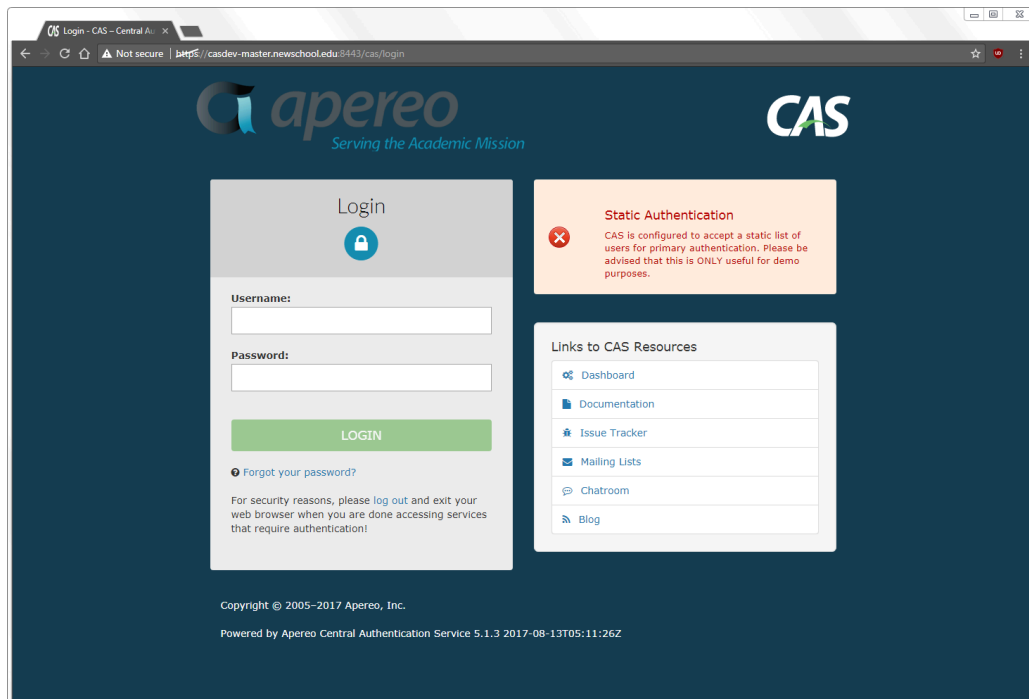 CAS Login - CAS – Central Au
Not secure | https://casdev-master.newschool.edu:8443/cas/login
apereo
Serving the Academic Mission
CAS
Login
Username:
Password:
LOGIN
Forgot your password?
For security reasons, please log out and exit your
web browser when you are done accessing services
that require authentication!
Static Authentication
CAS is configured to accept a static list of
users for primary authentication. Please be
advised that this is ONLY useful for demo
purposes.
Links to CAS Resources
Dashboard
Documentation
Issue Tracker
Mailing Lists
Chatroom
Blog
Copyright © 2005–2017 Apereo, Inc.
Powered by Apereo Central Authentication Service 5.1.3 2017-08-13T05:11:26Z